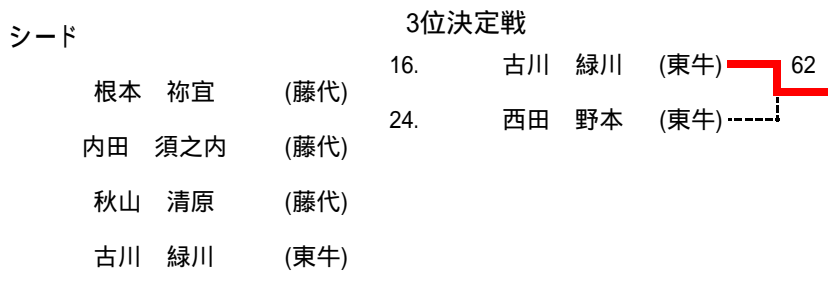 シード
根本　祢宜　(藤代)
内田　須之内　(藤代)
秋山　清原　(藤代)
古川　緑川　(東牛)
3位決定戦
16.　古川　緑川　(東牛)　62
24.　西田　野本　(東牛)